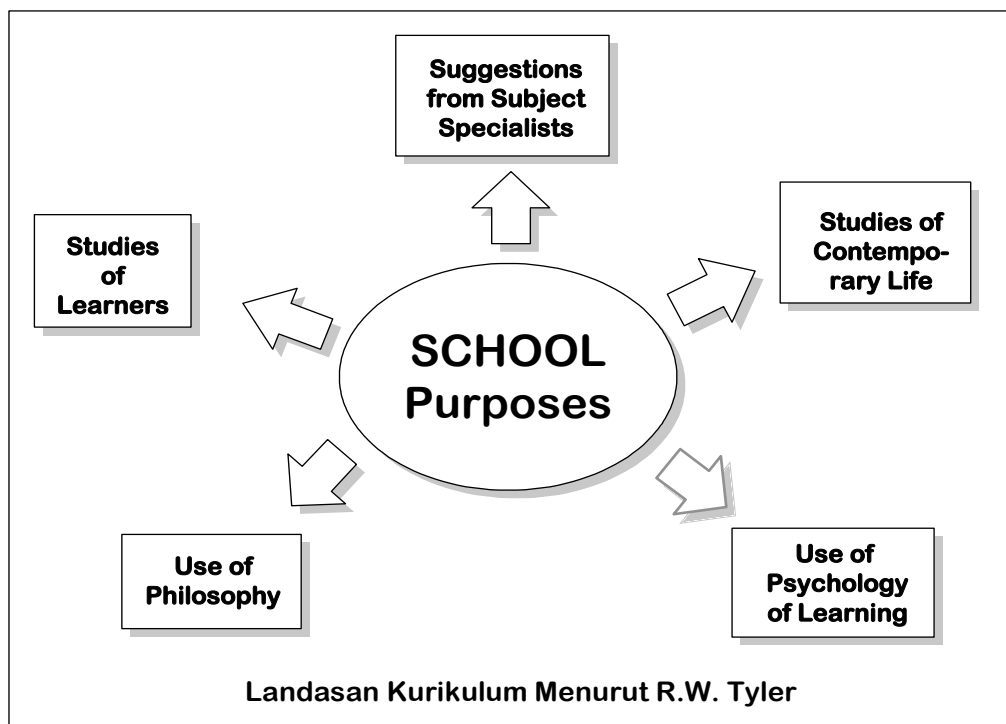 Suggestions
from Subject
Specialists
Studies
of
Learners
Studies of
Contempo-
rary Life
SCHOOL
Purposes
Use of
Philosophy
Use of
Psychology
of Learning
Landasan Kurikulum Menurut R.W. Tyler